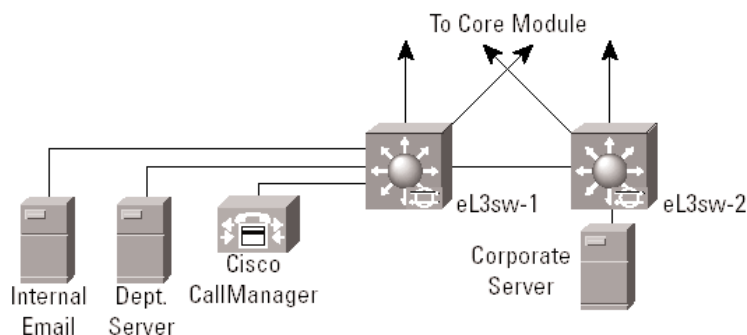 To Core Module
eL3sw-1
eL3sw-2
Internal
Email
Dept.
Server
Cisco
CallManager
Corporate
Server